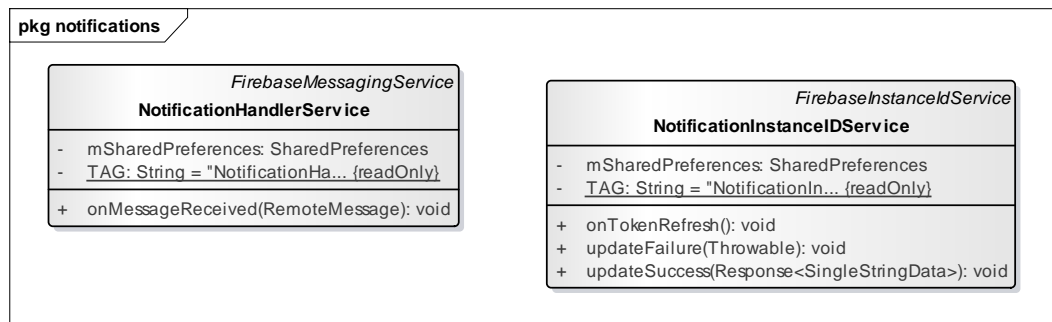 pkg notifications
FirebaseMessagingService
NotificationHandlerService
- mSharedPreferences: SharedPreferences
- TAG: String = "NotificationHa... {readOnly}
+ onMessageReceived(RemoteMessage): void
FirebaseInstanceIdService
NotificationInstanceIDService
- mSharedPreferences: SharedPreferences
- TAG: String = "NotificationIn... {readOnly}
+ onTokenRefresh(): void
+ updateFailure(Throwable): void
+ updateSuccess(Response<SingleStringData>): void